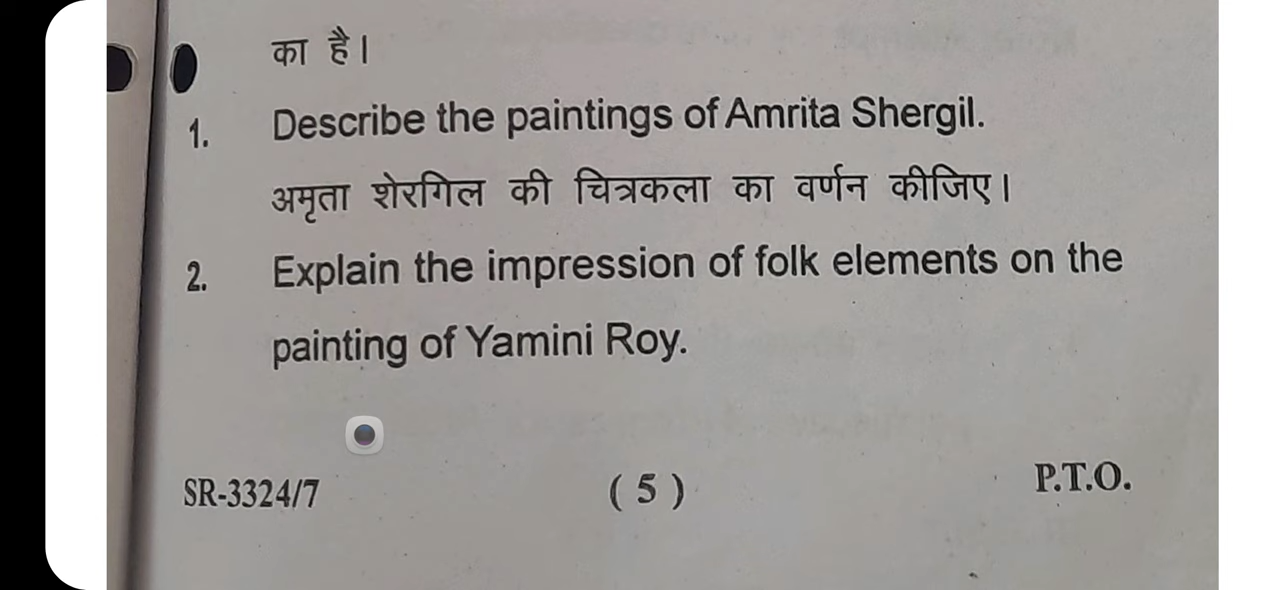 का है।
1. Describe the paintings of Amrita Shergil.
अमृता शेरगिल की चित्रकला का वर्णन कीजिए।
2. Explain the impression of folk elements on the
painting of Yamini Roy.
SR-3324/7 ( 5 ) P.T.O.